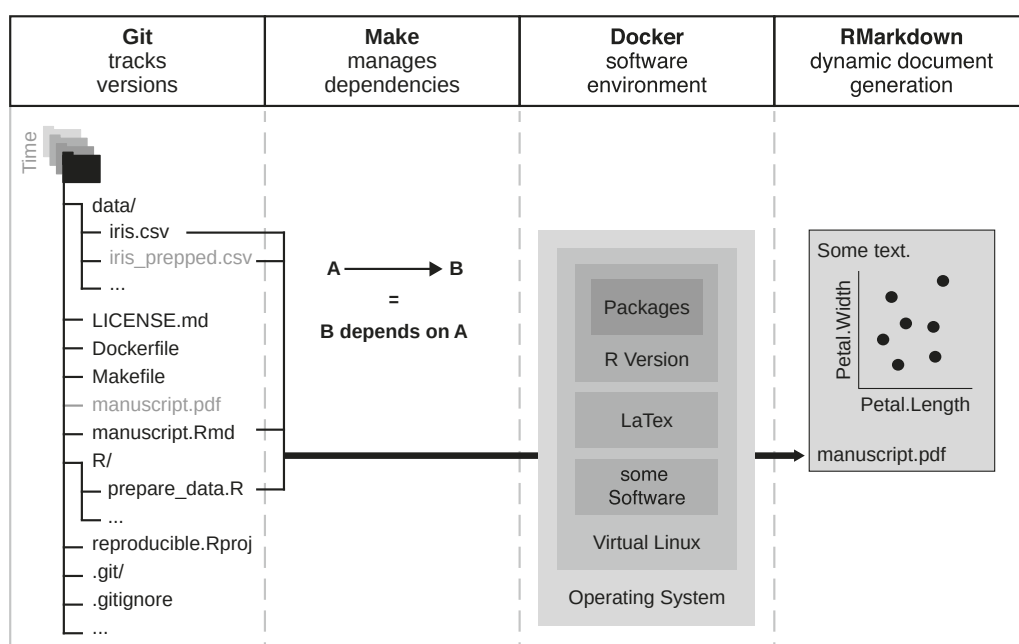 Git
tracks
versions
Make
manages
dependencies
Docker
software
environment
RMarkdown
dynamic document
generation
Time
data/
iris.csv
iris_prepped.csv
...
LICENSE.md
Dockerfile
Makefile
manuscript.pdf
manuscript.Rmd
R/
prepare_data.R
...
reproducible.Rproj
.git/
.gitignore
...
A B
=
B depends on A
Packages
R Version
LaTex
some
Software
Virtual Linux
Operating System
Some text.
Petal.Width
Petal.Length
manuscript.pdf